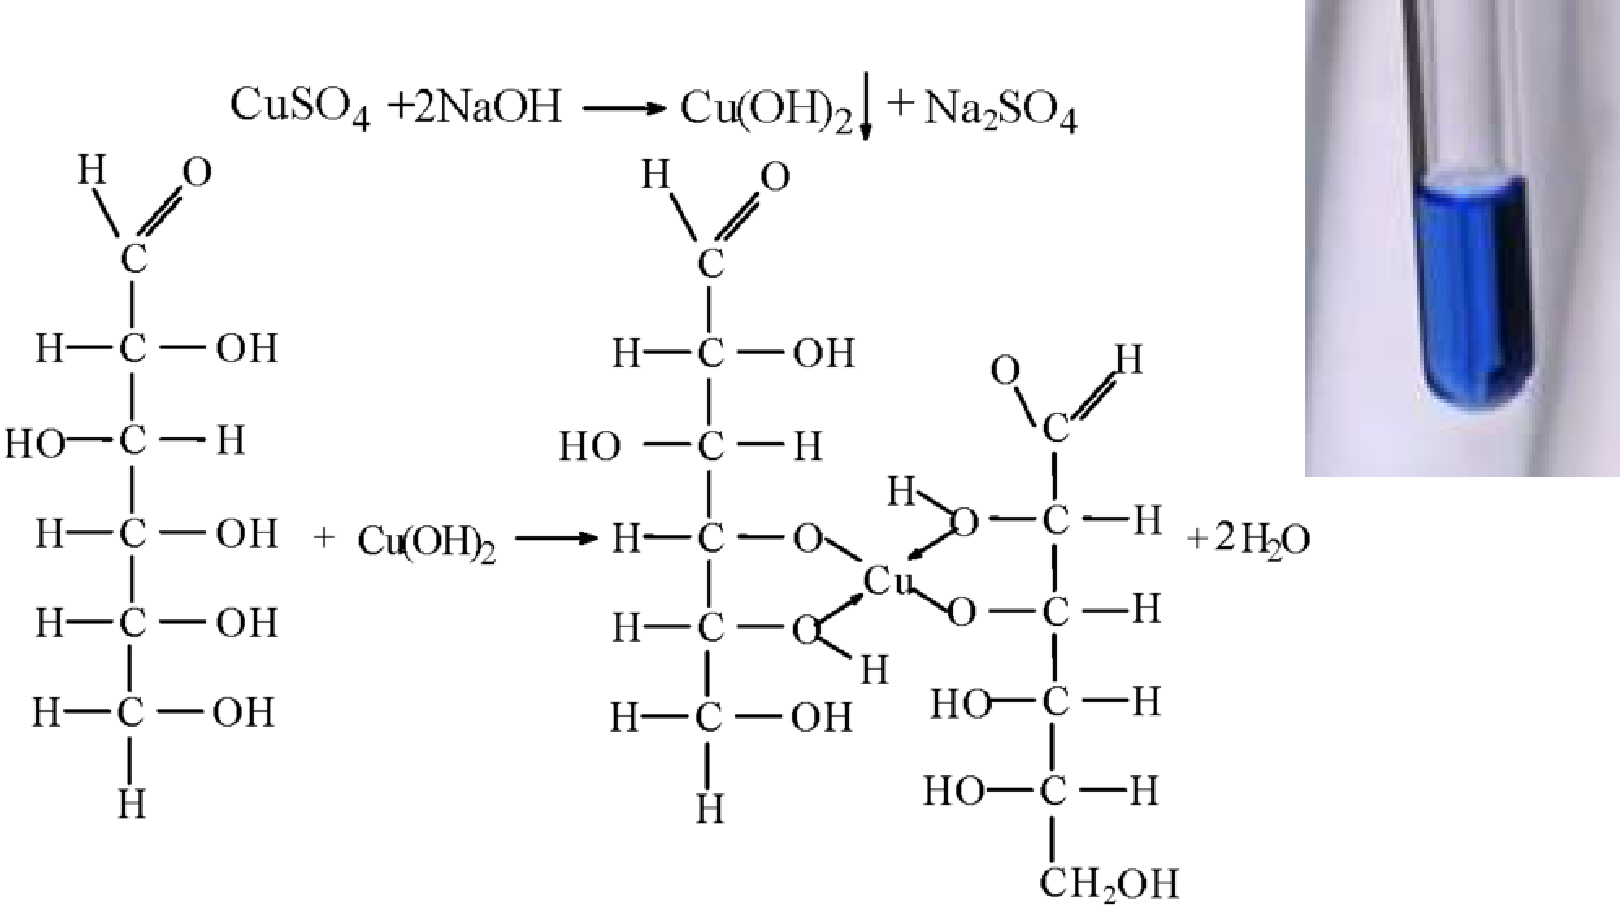 CuSO4 +2NaOH → Cu(OH)2↓ + Na2SO4
H O H O
C C
H—C—OH H—C—OH O H
HO—C—H HO—C—H C
H O—C—H
H—C—OH + Cu(OH)2 → H—C—O Cu +2H2O
O—C—H
H—C—OH H—C—O
H
H—C—OH H—C—OH HO—C—H
H H HO—C—H
CH2OH